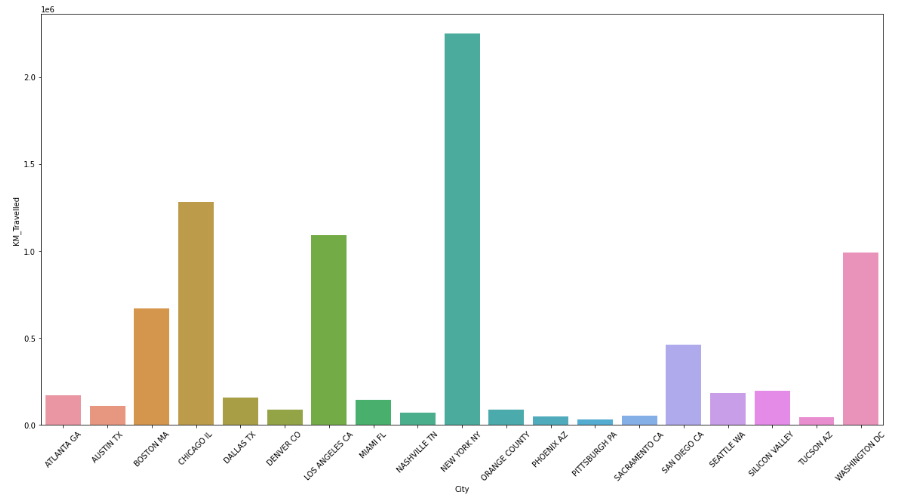 1e6
2.0
1.5
1.0
0.5
0.0
KM_Travelled
ATLANTA GA
AUSTIN TX
BOSTON MA
CHICAGO IL
DALLAS TX
DENVER CO
LOS ANGELES CA
MIAMI FL
NASHVILLE TN
NEW YORK NY
ORANGE COUNTY
PHOENIX AZ
PITTSBURGH PA
SACRAMENTO CA
SAN DIEGO CA
SEATTLE WA
SILICON VALLEY
TUCSON AZ
WASHINGTON DC
City